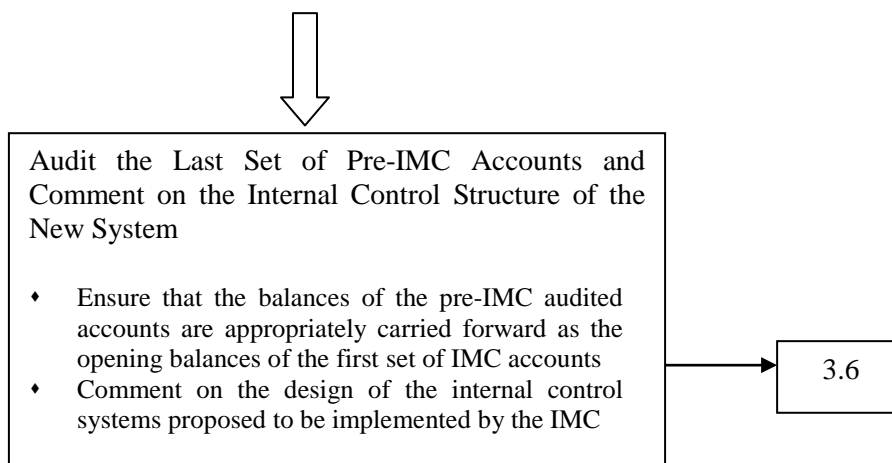 Audit the Last Set of Pre-IMC Accounts and
Comment on the Internal Control Structure of the
New System
♦ Ensure that the balances of the pre-IMC audited
accounts are appropriately carried forward as the
opening balances of the first set of IMC accounts
♦ Comment on the design of the internal control
systems proposed to be implemented by the IMC
3.6